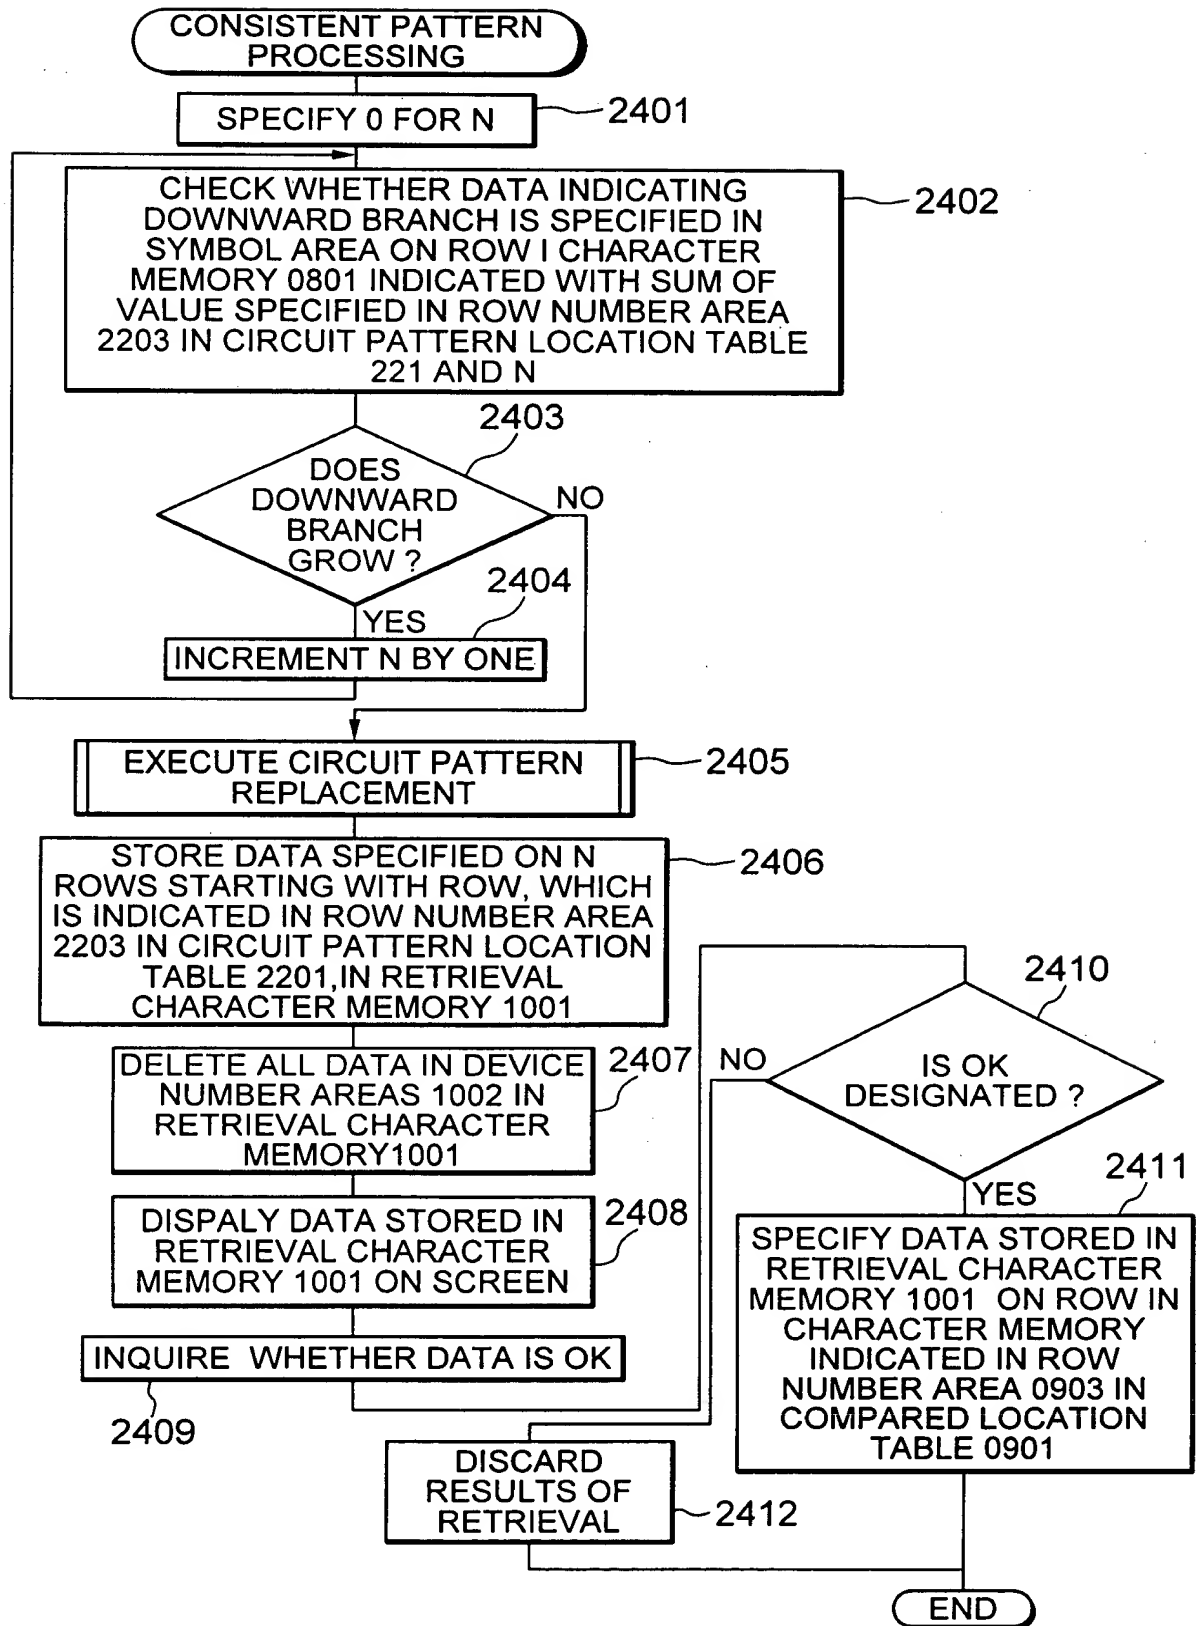 CONSISTENT PATTERN
PROCESSING
SPECIFY 0 FOR N
2401
CHECK WHETHER DATA INDICATING
DOWNWARD BRANCH IS SPECIFIED IN
SYMBOL AREA ON ROW I CHARACTER
MEMORY 0801 INDICATED WITH SUM OF
VALUE SPECIFIED IN ROW NUMBER AREA
2203 IN CIRCUIT PATTERN LOCATION TABLE
221 AND N
2402
2403
DOES
DOWNWARD
BRANCH
GROW ?
NO
2404
YES
INCREMENT N BY ONE
EXECUTE CIRCUIT PATTERN
REPLACEMENT
2405
STORE DATA SPECIFIED ON N
ROWS STARTING WITH ROW, WHICH
IS INDICATED IN ROW NUMBER AREA
2203 IN CIRCUIT PATTERN LOCATION
TABLE 2201,IN RETRIEVAL
CHARACTER MEMORY 1001
2406
DELETE ALL DATA IN DEVICE
NUMBER AREAS 1002 IN
RETRIEVAL CHARACTER
MEMORY1001
2407
DISPALY DATA STORED IN
RETRIEVAL CHARACTER
MEMORY 1001 ON SCREEN
2408
INQUIRE WHETHER DATA IS OK
2409
2410
NO
IS OK
DESIGNATED ?
YES
2411
SPECIFY DATA STORED IN
RETRIEVAL CHARACTER
MEMORY 1001 ON ROW IN
CHARACTER MEMORY
INDICATED IN ROW
NUMBER AREA 0903 IN
COMPARED LOCATION
TABLE 0901
DISCARD
RESULTS OF
RETRIEVAL
2412
END